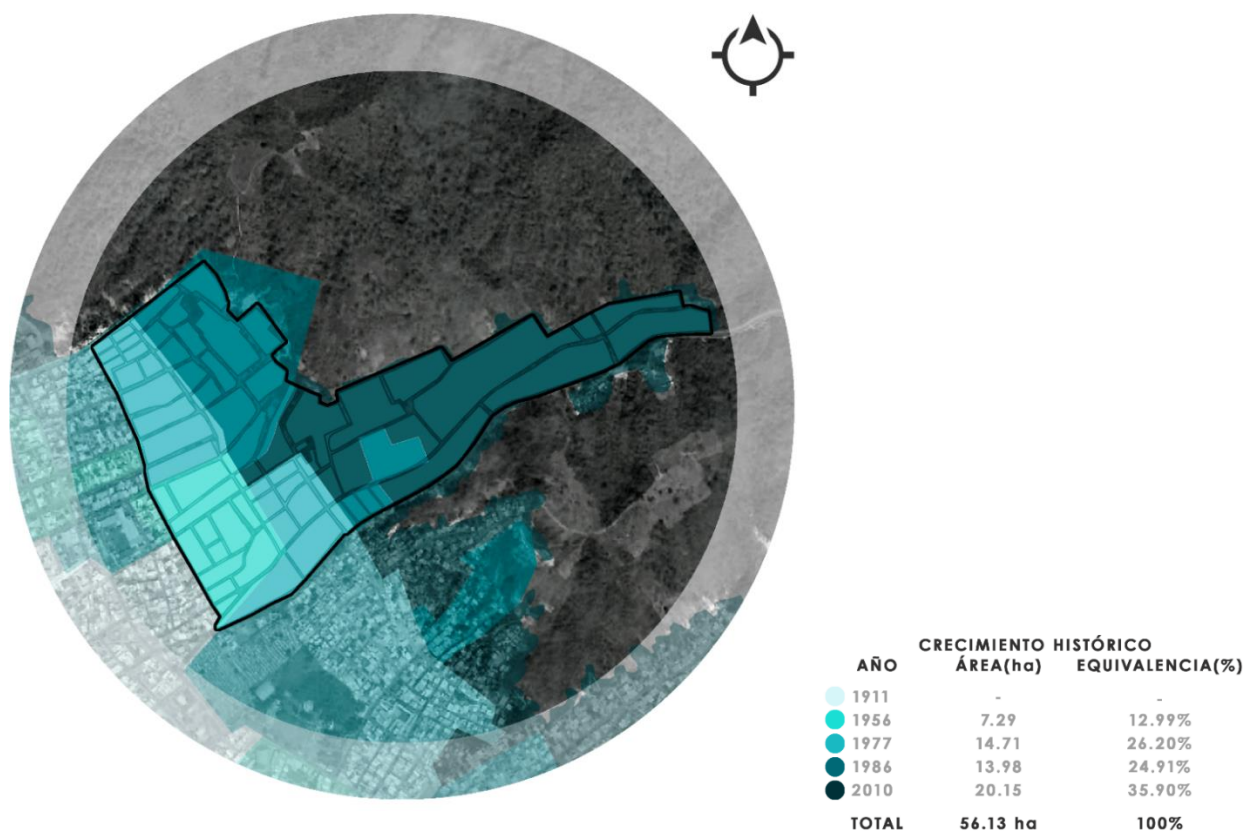 CRECIMIENTO HISTÓRICO
AÑO ÁREA(ha) EQUIVALENCIA(%)
1911 - -
1956 7.29 12.99%
1977 14.71 26.20%
1986 13.98 24.91%
2010 20.15 35.90%
TOTAL 56.13 ha 100%